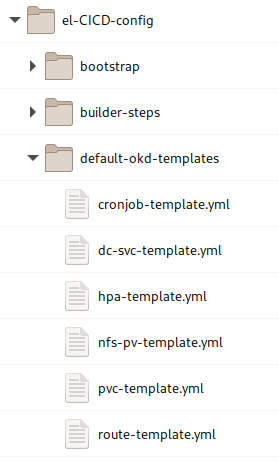 el-CICD-config
bootstrap
builder-steps
default-okd-templates
cronjob-template.yml
dc-svc-template.yml
hpa-template.yml
nfs-pv-template.yml
pvc-template.yml
route-template.yml